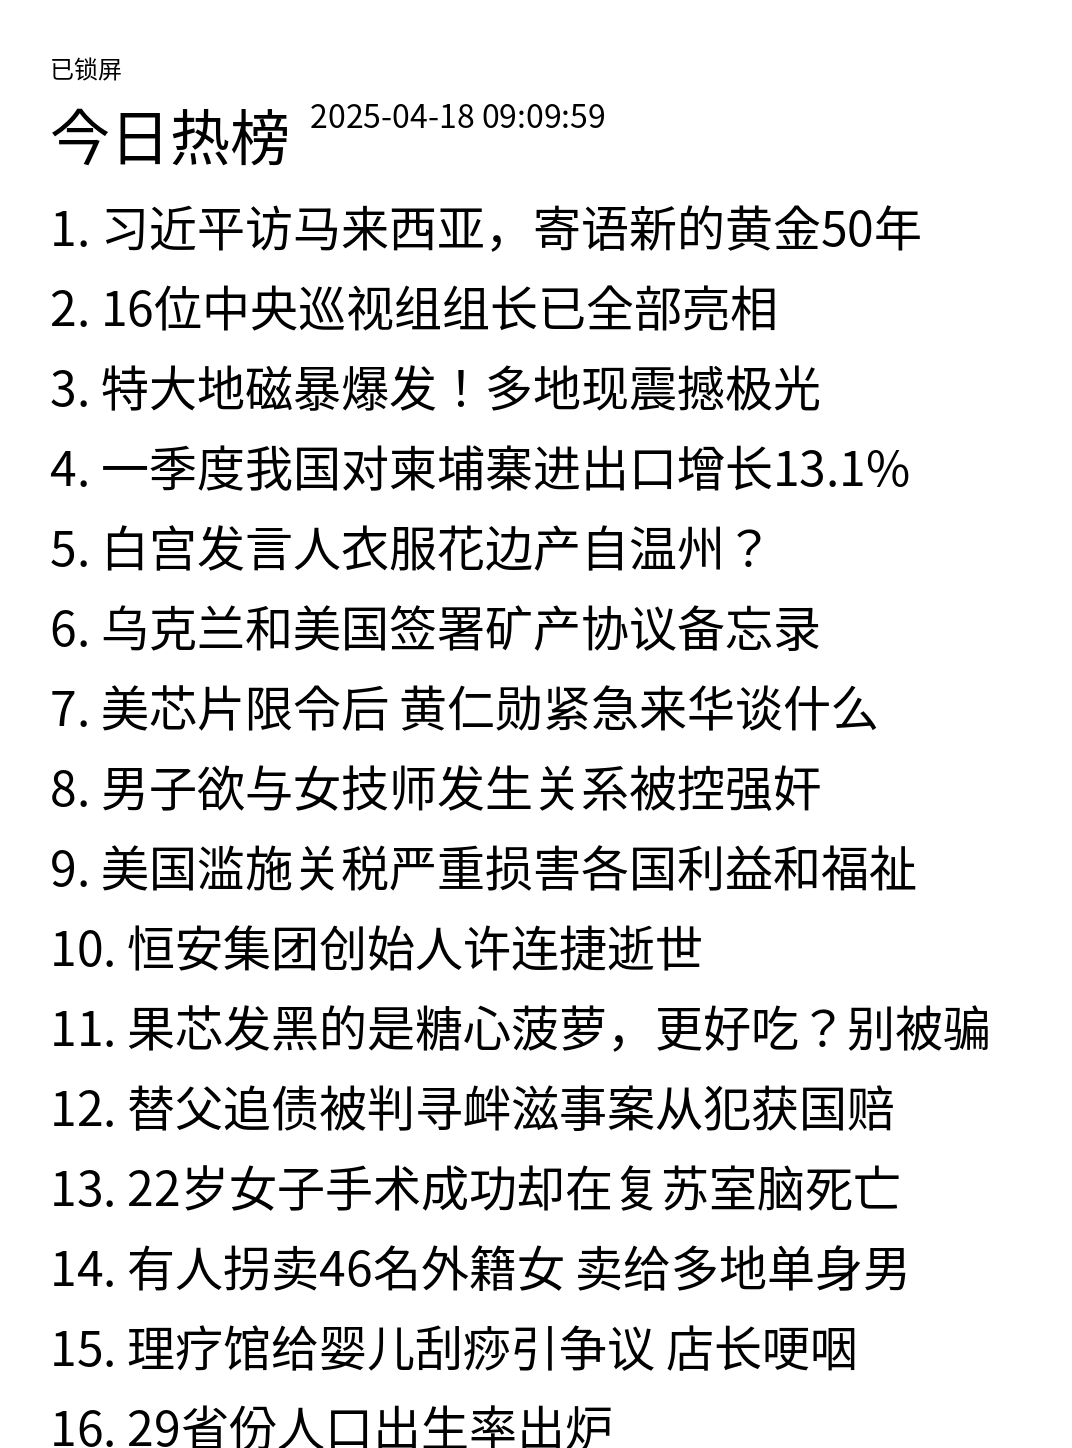 已锁屏
今日热榜 2025-04-18 09:09:59
1. 习近平访马来西亚，寄语新的黄金50年
2. 16位中央巡视组组长已全部亮相
3. 特大地磁暴爆发！多地现震撼极光
4. 一季度我国对柬埔寨进出口增长13.1%
5. 白宫发言人衣服花边产自温州？
6. 乌克兰和美国签署矿产协议备忘录
7. 美芯片限令后 黄仁勋紧急来华谈什么
8. 男子欲与女技师发生关系被控强奸
9. 美国滥施关税严重损害各国利益和福祉
10. 恒安集团创始人许连捷逝世
11. 果芯发黑的是糖心菠萝，更好吃？别被骗
12. 替父追债被判寻衅滋事案从犯获国赔
13. 22岁女子手术成功却在复苏室脑死亡
14. 有人拐卖46名外籍女 卖给多地单身男
15. 理疗馆给婴儿刮痧引争议 店长哽咽
16. 29省份人口出生率出炉